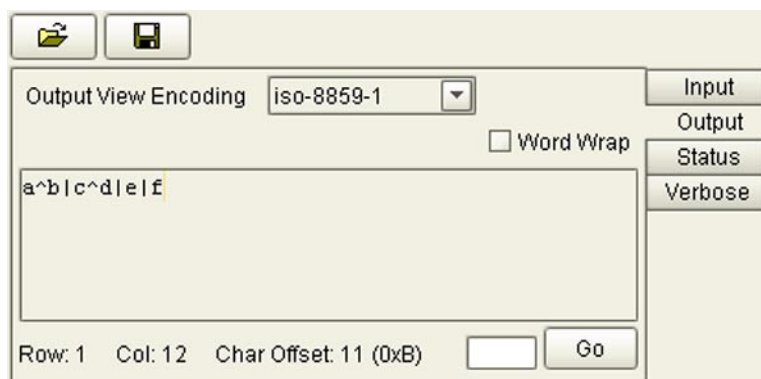 Output View Encoding iso-8859-1
Word Wrap
a^b|c^d|e|f
Row: 1 Col: 12 Char Offset: 11 (0xB) Go
Input
Output
Status
Verbose